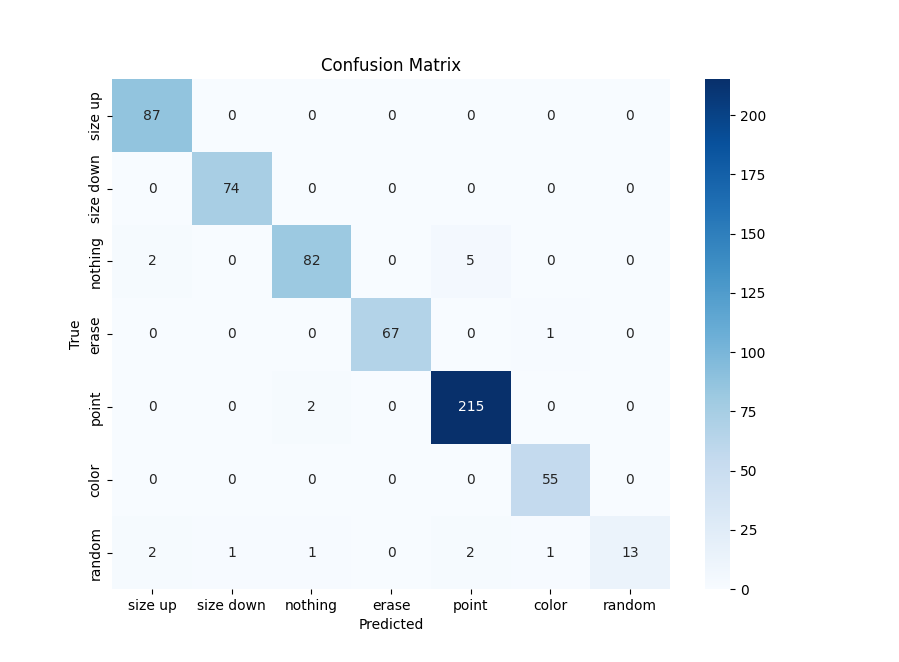 Confusion Matrix
size up 87 0 0 0 0 0 0
size down 0 74 0 0 0 0 0
nothing 2 0 82 0 5 0 0
erase 0 0 0 67 0 1 0
point 0 0 2 0 215 0 0
color 0 0 0 0 0 55 0
random 2 1 1 0 2 1 13
True
size up size down nothing erase point color random
Predicted
200
175
150
125
100
75
50
25
0